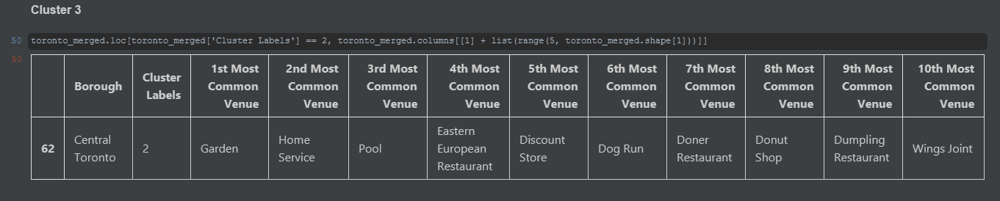 Cluster 3
50 toronto_merged.loc[toronto_merged['Cluster Labels'] == 2, toronto_merged.columns[[1] + list(range(5, toronto_merged.shape[1]))]]
50
Borough Cluster Labels 1st Most Common Venue 2nd Most Common Venue 3rd Most Common Venue 4th Most Common Venue 5th Most Common Venue 6th Most Common Venue 7th Most Common Venue 8th Most Common Venue 9th Most Common Venue 10th Most Common Venue
62 Central Toronto 2 Garden Home Service Pool Eastern European Restaurant Discount Store Dog Run Doner Restaurant Donut Shop Dumpling Restaurant Wings Joint